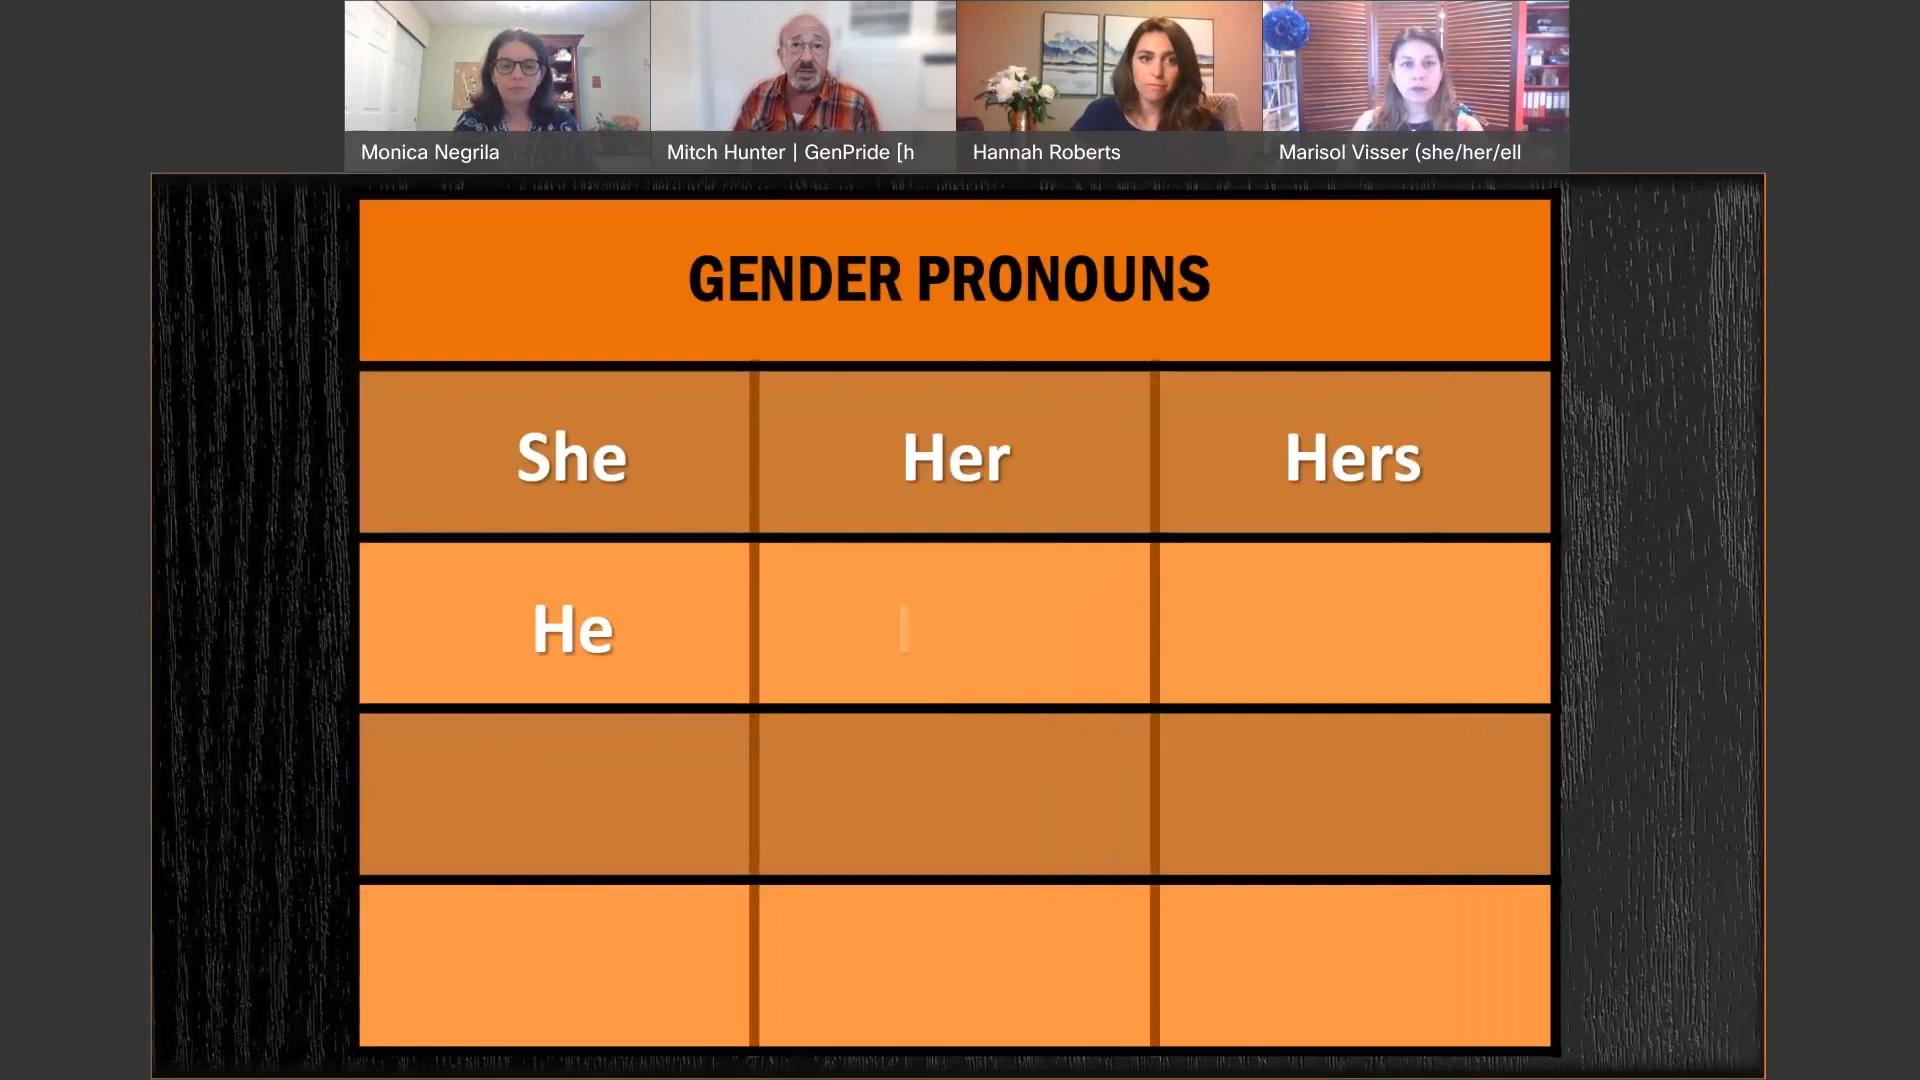 Monica Negrila
Mitch Hunter | GenPride [h
Hannah Roberts
Marisol Visser (she/her/ell
GENDER PRONOUNS
She Her Hers
He